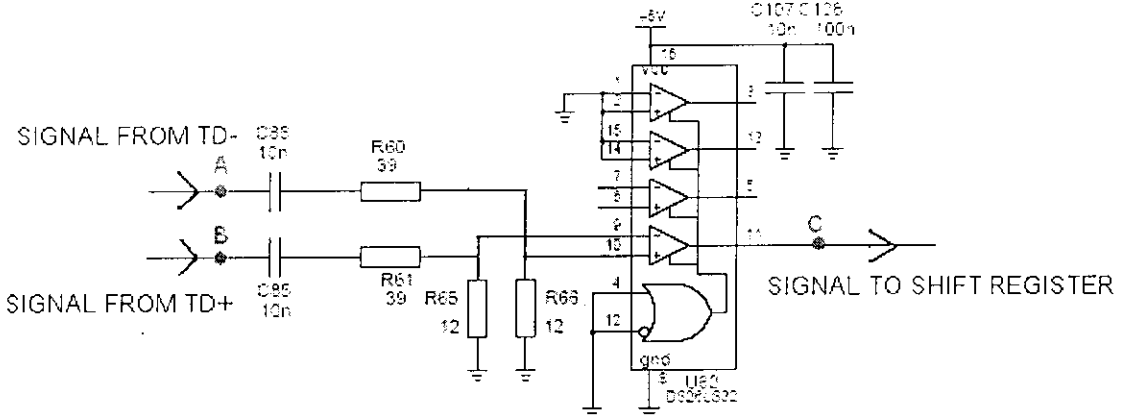 +5V
C107 C128
10n 100n
16
vcc
1
2
3
SIGNAL FROM TD-
C86
10n
R60
39
15
14
13
A
7
6
5
B
9
10
11
C
SIGNAL FROM TD+
C85
10n
R61
39
R65
12
R66
12
4
12
SIGNAL TO SHIFT REGISTER
gnd
8